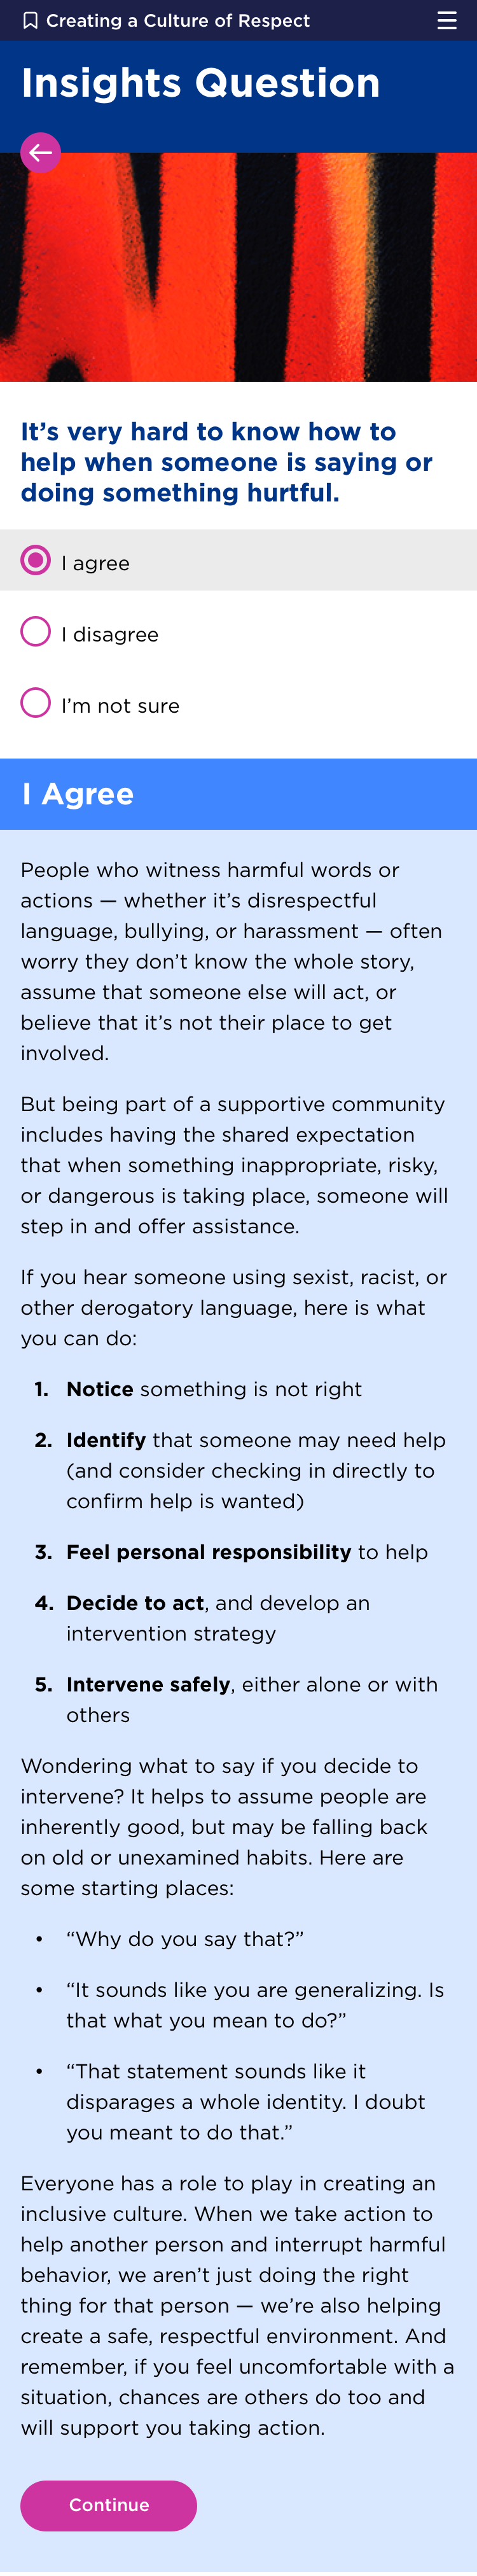 Creating a Culture of Respect
Insights Question
It’s very hard to know how to
help when someone is saying or
doing something hurtful.
I agree
I disagree
I’m not sure
I Agree
People who witness harmful words or
actions — whether it’s disrespectful
language, bullying, or harassment — often
worry they don’t know the whole story,
assume that someone else will act, or
believe that it’s not their place to get
involved.
But being part of a supportive community
includes having the shared expectation
that when something inappropriate, risky,
or dangerous is taking place, someone will
step in and offer assistance.
If you hear someone using sexist, racist, or
other derogatory language, here is what
you can do:
1. Notice something is not right
2. Identify that someone may need help
(and consider checking in directly to
confirm help is wanted)
3. Feel personal responsibility to help
4. Decide to act, and develop an
intervention strategy
5. Intervene safely, either alone or with
others
Wondering what to say if you decide to
intervene? It helps to assume people are
inherently good, but may be falling back
on old or unexamined habits. Here are
some starting places:
• “Why do you say that?”
• “It sounds like you are generalizing. Is
that what you mean to do?”
• “That statement sounds like it
disparages a whole identity. I doubt
you meant to do that.”
Everyone has a role to play in creating an
inclusive culture. When we take action to
help another person and interrupt harmful
behavior, we aren’t just doing the right
thing for that person — we’re also helping
create a safe, respectful environment. And
remember, if you feel uncomfortable with a
situation, chances are others do too and
will support you taking action.
Continue